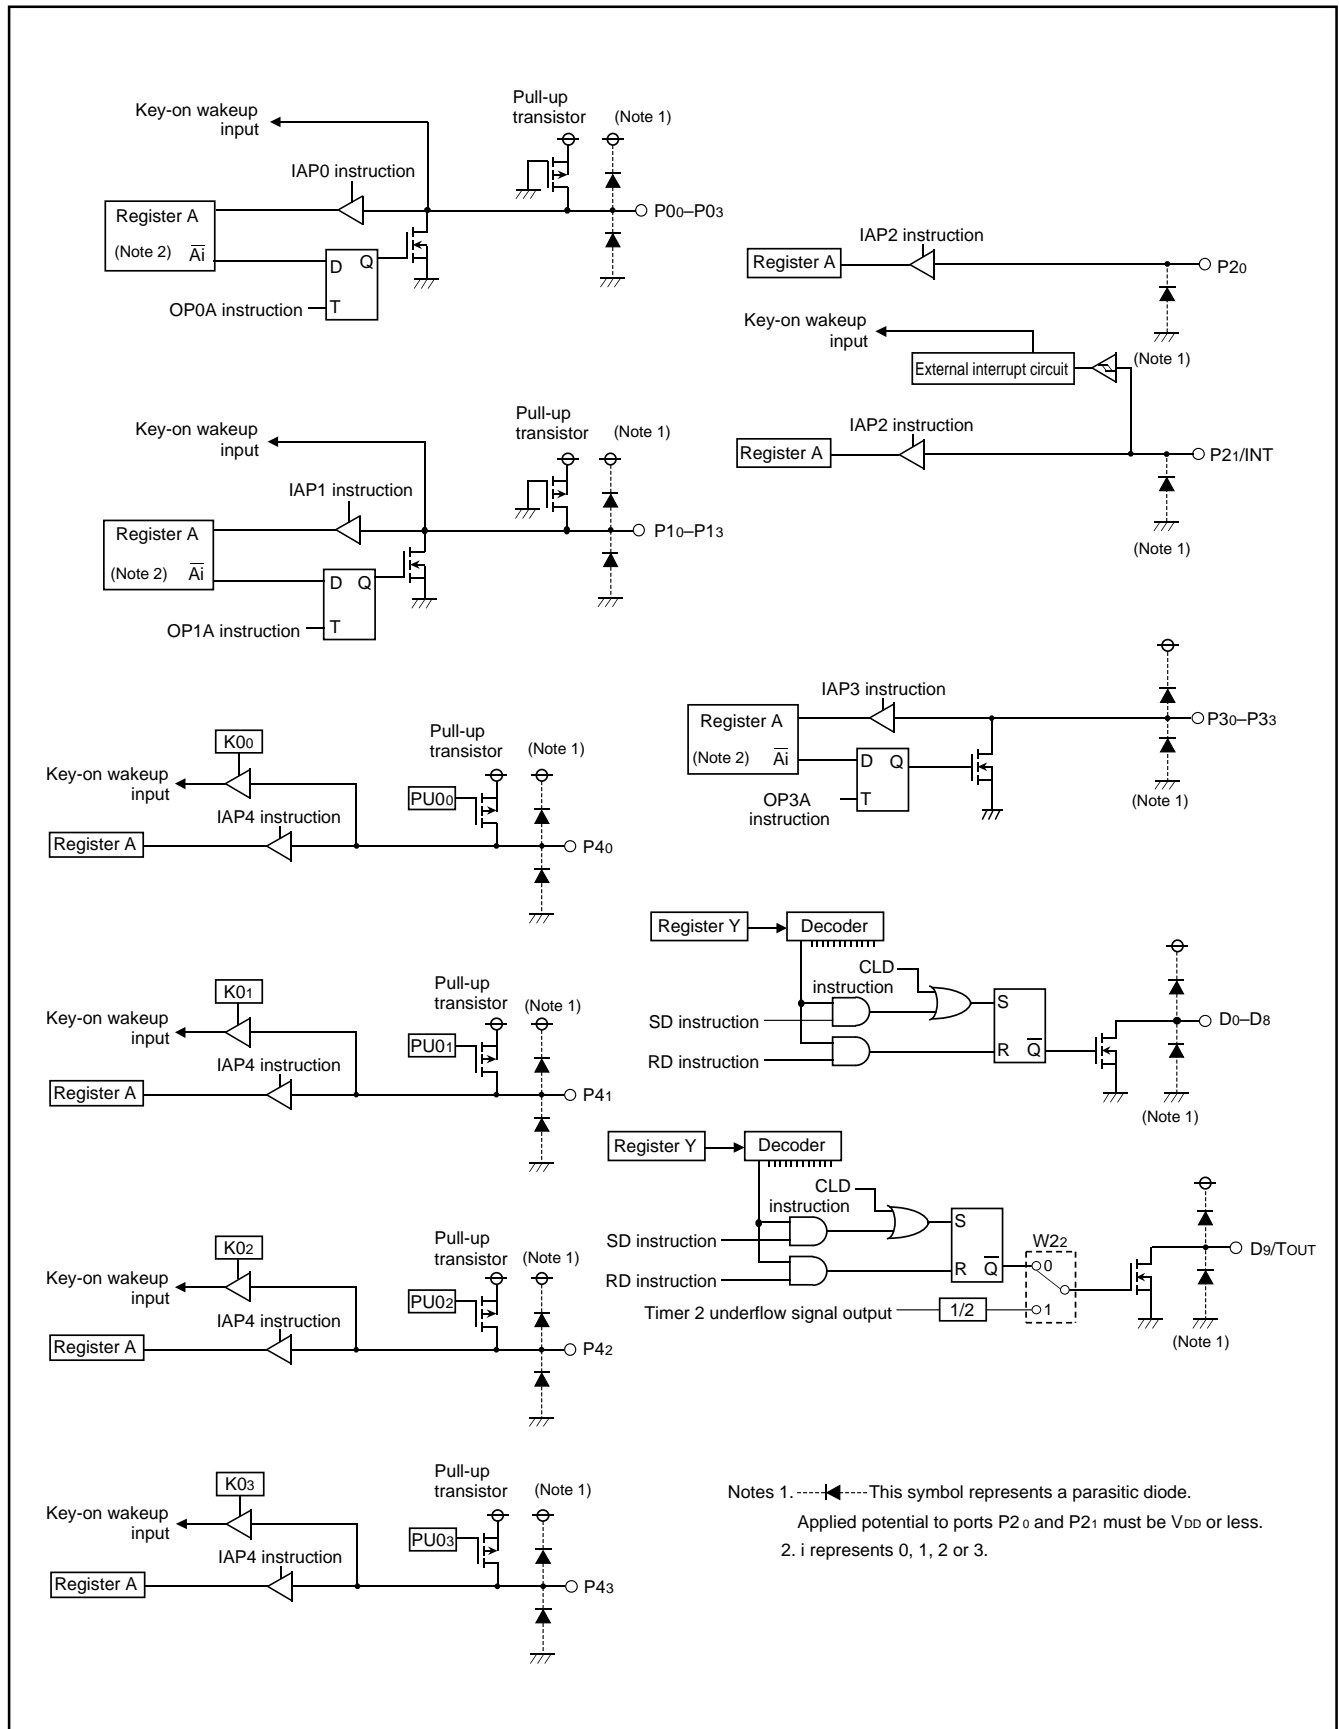 Key-on wakeup
input
Pull-up
transistor
(Note 1)
IAP0 instruction
Register A
(Note 2) A̅i̅
D Q
T
OP0A instruction
P00–P03
Key-on wakeup
input
Pull-up
transistor
(Note 1)
IAP1 instruction
Register A
(Note 2) A̅i̅
D Q
T
OP1A instruction
P10–P13
K00
Key-on wakeup
input
Pull-up
transistor
(Note 1)
PU00
IAP4 instruction
Register A
P40
K01
Key-on wakeup
input
Pull-up
transistor
(Note 1)
PU01
IAP4 instruction
Register A
P41
K02
Key-on wakeup
input
Pull-up
transistor
(Note 1)
PU02
IAP4 instruction
Register A
P42
K03
Key-on wakeup
input
Pull-up
transistor
(Note 1)
PU03
IAP4 instruction
Register A
P43
IAP2 instruction
Register A
P20
(Note 1)
Key-on wakeup
input
External interrupt circuit
IAP2 instruction
Register A
P21/INT
(Note 1)
IAP3 instruction
Register A
(Note 2) A̅i̅
D Q
T
OP3A
instruction
P30–P33
(Note 1)
Register Y
Decoder
CLD
instruction
SD instruction
RD instruction
S
R Q̅
D0–D8
(Note 1)
Register Y
Decoder
CLD
instruction
SD instruction
RD instruction
S
R Q̅
W22
0
1
Timer 2 underflow signal output
1/2
D9/TOUT
(Note 1)
Notes 1. This symbol represents a parasitic diode.
Applied potential to ports P20 and P21 must be VDD or less.
2. i represents 0, 1, 2 or 3.